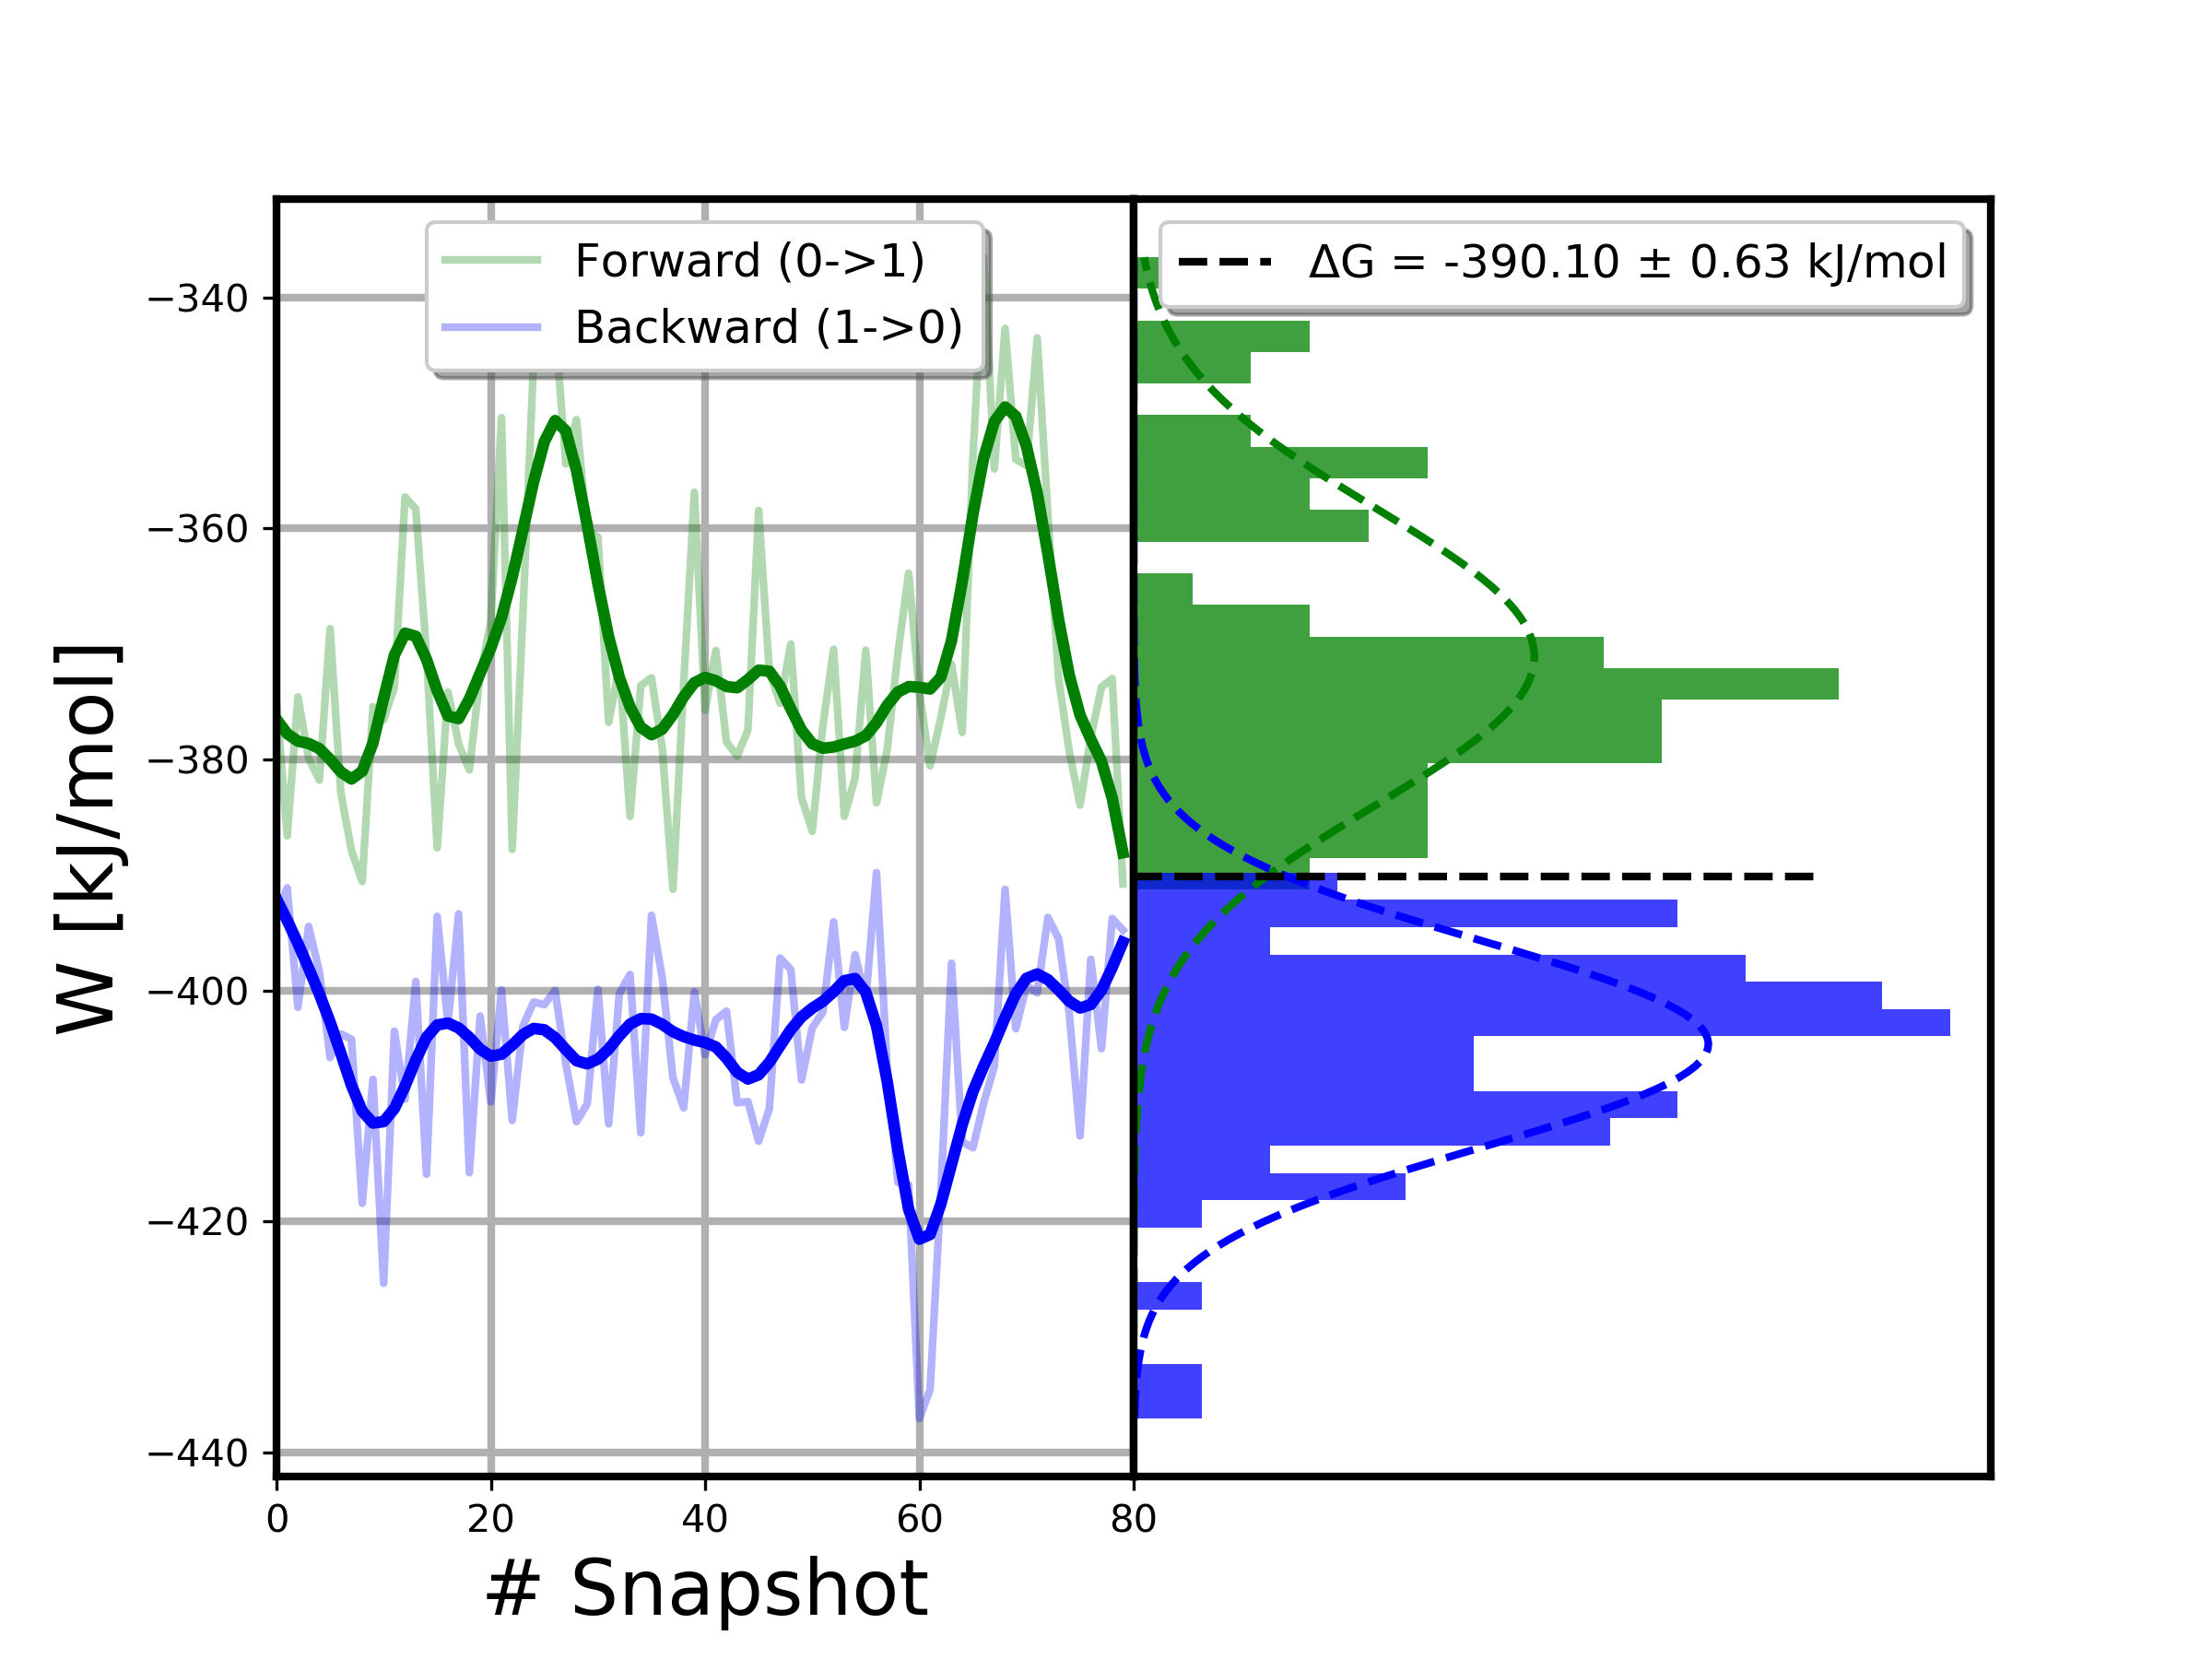 Forward (0->1)
Backward (1->0)
ΔG = -390.10 ± 0.63 kJ/mol
W [kJ/mol]
−340
−360
−380
−400
−420
−440
0 20 40 60 80
# Snapshot